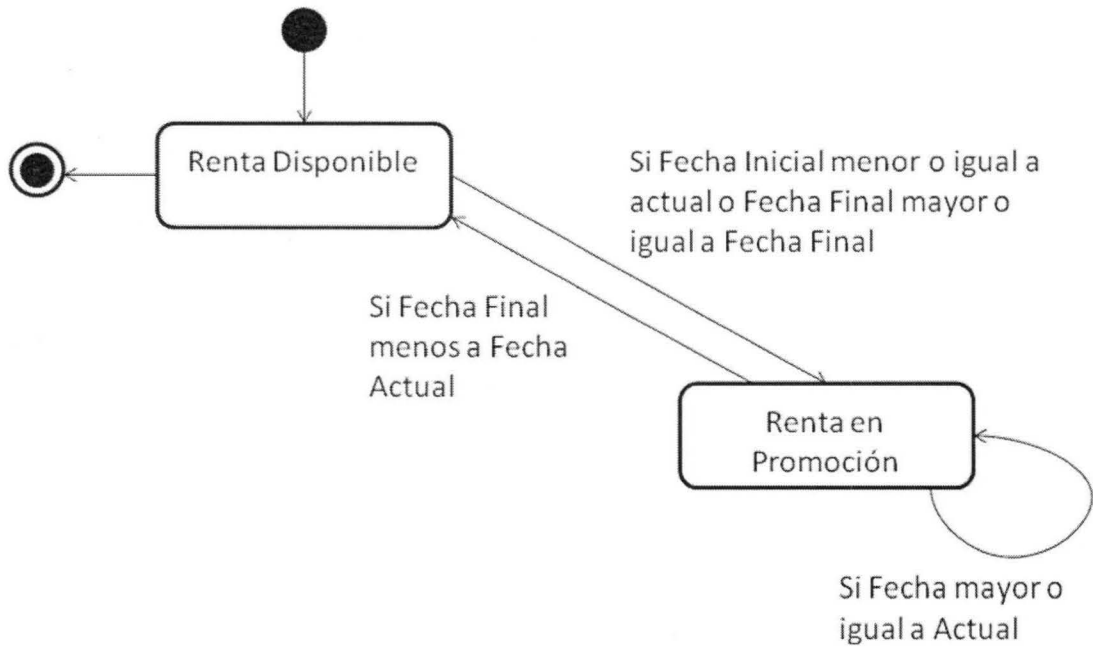 Renta Disponible
Si Fecha Inicial menor o igual a
actual o Fecha Final mayor o
igual a Fecha Final
Si Fecha Final
menos a Fecha
Actual
Renta en
Promoción
Si Fecha mayor o
igual a Actual